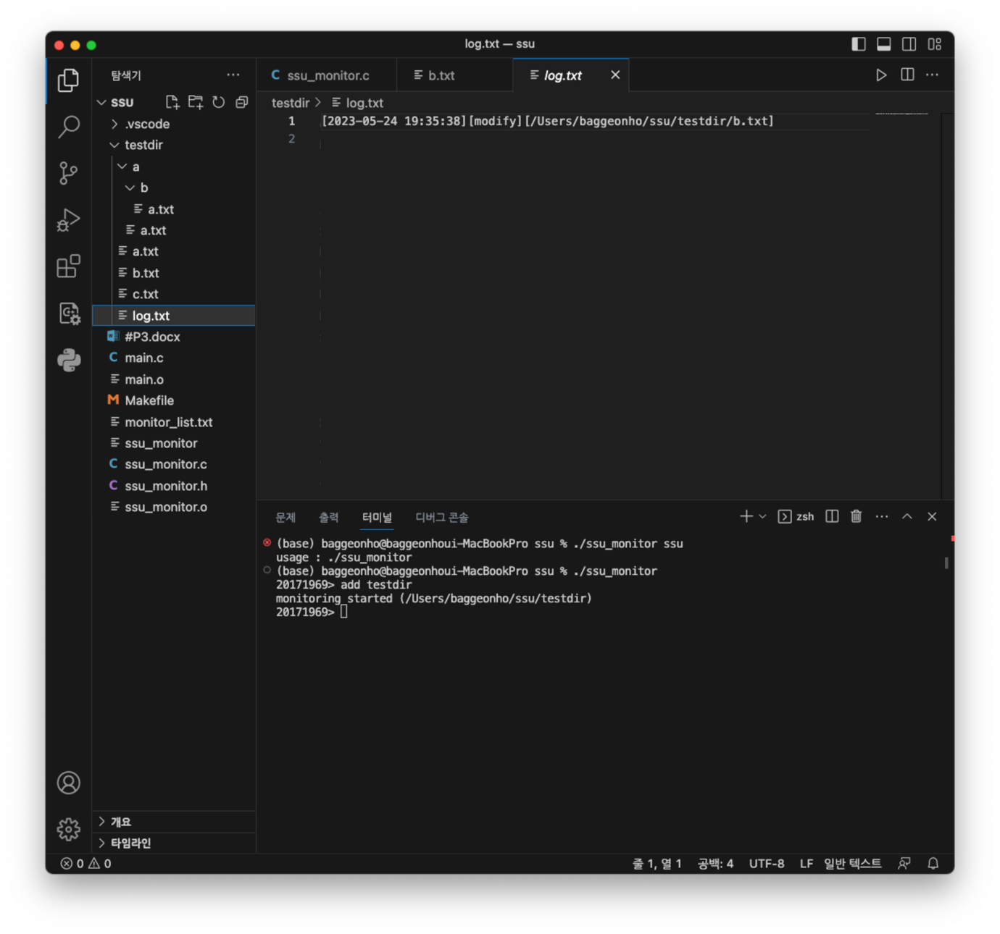 log.txt — ssu
탐색기
SSU
.vscode
testdir
a
b
a.txt
a.txt
a.txt
b.txt
c.txt
log.txt
#P3.docx
main.c
main.o
Makefile
monitor_list.txt
ssu_monitor
ssu_monitor.c
ssu_monitor.h
ssu_monitor.o
개요
타임라인
ssu_monitor.c
b.txt
log.txt
testdir > log.txt
1 [2023-05-24 19:35:38][modify][/Users/baggeonho/ssu/testdir/b.txt]
2
문제 출력 터미널 디버그 콘솔
zsh
(base) baggeonho@baggeonhoui-MacBookPro ssu % ./ssu_monitor ssu
usage : ./ssu_monitor
(base) baggeonho@baggeonhoui-MacBookPro ssu % ./ssu_monitor
20171969> add testdir
monitoring started (/Users/baggeonho/ssu/testdir)
20171969>
0 0
줄 1, 열 1 공백: 4 UTF-8 LF 일반 텍스트